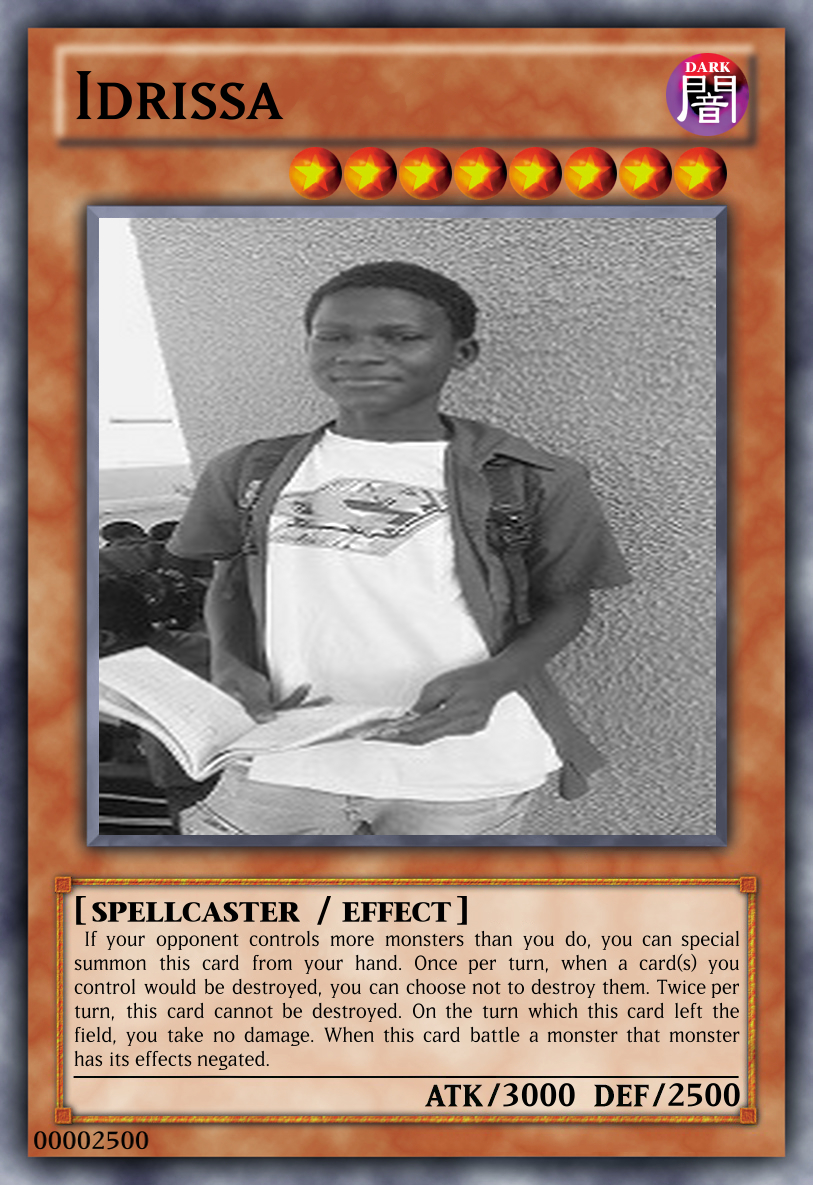 Idrissa
DARK
闇
[ SPELLCASTER / EFFECT ]
If your opponent controls more monsters than you do, you can special
summon this card from your hand. Once per turn, when a card(s) you
control would be destroyed, you can choose not to destroy them. Twice per
turn, this card cannot be destroyed. On the turn which this card left the
field, you take no damage. When this card battle a monster that monster
has its effects negated.
ATK/3000 DEF/2500
00002500